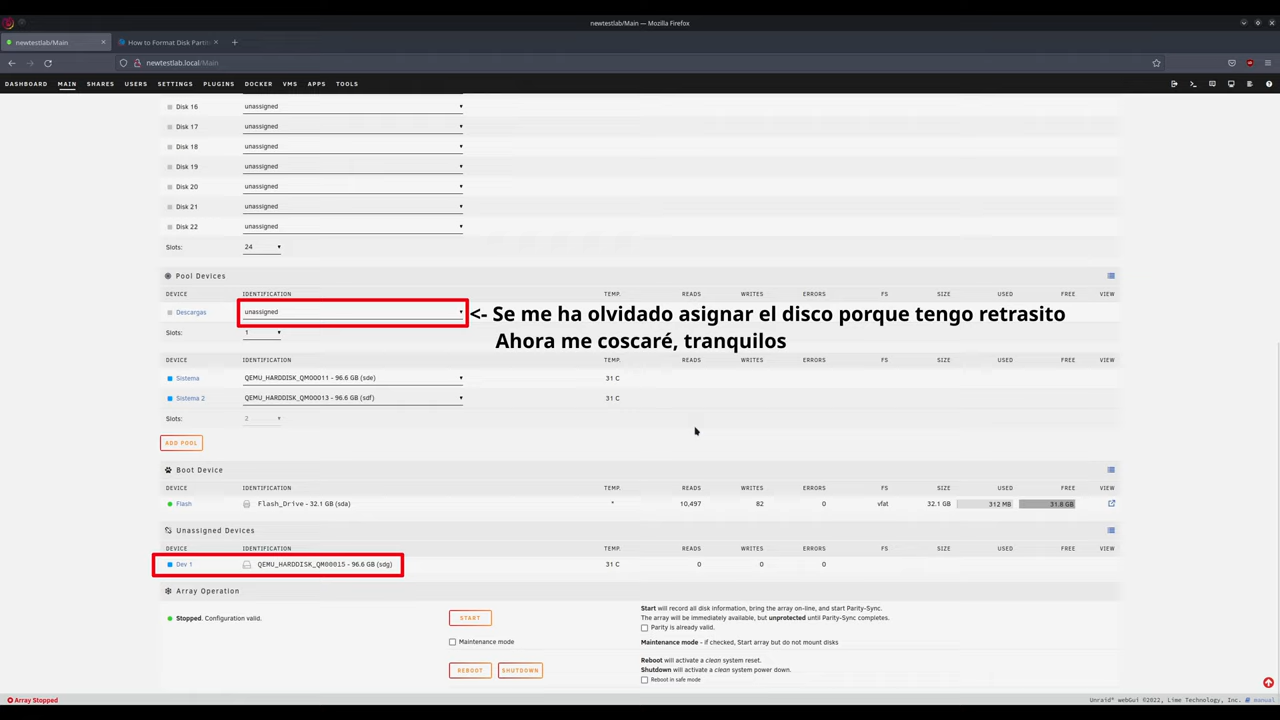 newtestlab/Main — Mozilla Firefox
newtestlab/Main
How to Format Disk Partit
newtestlab.local/Main
DASHBOARD MAIN SHARES USERS SETTINGS PLUGINS DOCKER VMS APPS TOOLS
Disk 16 unassigned
Disk 17 unassigned
Disk 18 unassigned
Disk 19 unassigned
Disk 20 unassigned
Disk 21 unassigned
Disk 22 unassigned
Slots: 24
Pool Devices
DEVICE IDENTIFICATION TEMP. READS WRITES ERRORS FS SIZE USED FREE VIEW
Descargas unassigned <- Se me ha olvidado asignar el disco porque tengo retrasito
Slots: 1 Ahora me coscaré, tranquilos
DEVICE IDENTIFICATION TEMP. READS WRITES ERRORS FS SIZE USED FREE VIEW
Sistema QEMU_HARDDISK_QM00011 - 96.6 GB (sde) 31 C
Sistema 2 QEMU_HARDDISK_QM00013 - 96.6 GB (sdf) 31 C
Slots: 2
ADD POOL
Boot Device
DEVICE IDENTIFICATION TEMP. READS WRITES ERRORS FS SIZE USED FREE VIEW
Flash Flash_Drive - 32.1 GB (sda) * 10,497 82 0 vfat 32.1 GB 312 MB 31.8 GB
Unassigned Devices
DEVICE IDENTIFICATION TEMP. READS WRITES ERRORS FS SIZE USED FREE VIEW
Dev 1 QEMU_HARDDISK_QM00015 - 96.6 GB (sdg) 31 C 0 0 0
Array Operation
Stopped. Configuration valid.
START
Start will record all disk information, bring the array on-line, and start Parity-Sync.
The array will be immediately available, but unprotected until Parity-Sync completes.
Parity is already valid.
Maintenance mode
Maintenance mode - if checked, Start array but do not mount disks
REBOOT SHUTDOWN
Reboot will activate a clean system reset.
Shutdown will activate a clean system power down.
Reboot in safe mode
Array Stopped
Unraid® webGui ©2022, Lime Technology, Inc. manual